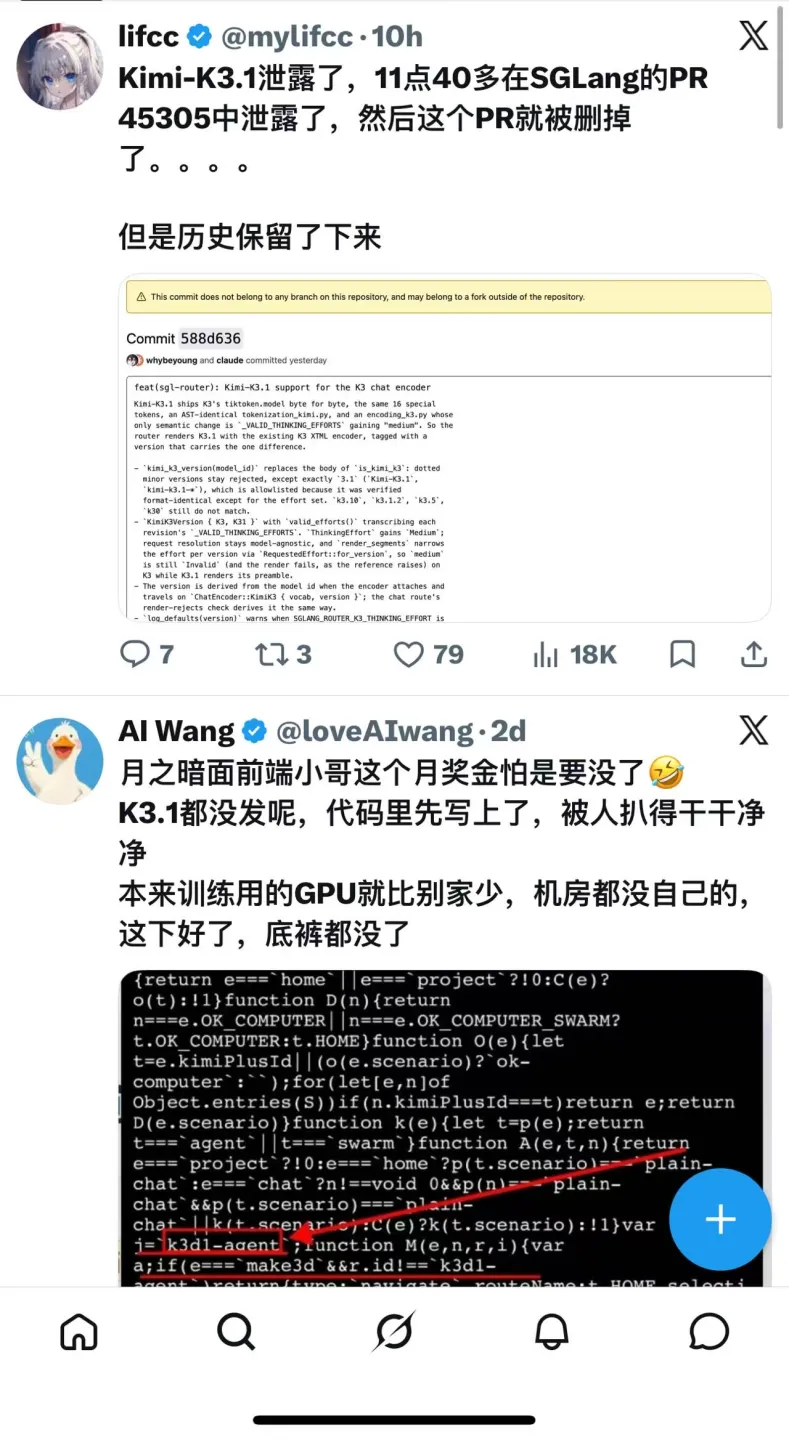 lifcc @mylifcc · 10h
Kimi-K3.1泄露了，11点40多在SGLang的PR
45305中泄露了，然后这个PR就被删掉
了。。。。
但是历史保留了下来
This commit does not belong to any branch on this repository, and may belong to a fork outside of the repository.
Commit 588d636
whybeyoung and claude committed yesterday
feat(sgl-router): Kimi-K3.1 support for the K3 chat encoder
Kimi-K3.1 ships K3's tiktoken.model byte for byte, the same 16 special
tokens, an AST-identical tokenization_kimi.py, and an encoding_k3.py whose
only semantic change is `_VALID_THINKING_EFFORTS` gaining "medium". So the
router renders K3.1 with the existing K3 XTML encoder, tagged with a
version that carries the one difference.
- `kimi_k3_version(model_id)` replaces the body of `is_kimi_k3`: dotted
minor versions stay rejected, except exactly `3.1` (`Kimi-K3.1`,
`kimi-k3.1-*`), which is allowlisted because it was verified
format-identical except for the effort set. `k3.10`, `k3.1.2`, `k3.5`,
`k30` still do not match.
- `KimiK3Version { K3, K31 }` with `valid_efforts()` transcribing each
revision's `_VALID_THINKING_EFFORTS`. `ThinkingEffort` gains `Medium`;
request resolution stays model-agnostic, and `render_segments` narrows
the effort per version via `RequestedEffort::for_version`, so `medium`
is still `Invalid` (and the render fails, as the reference raises) on
K3 while K3.1 renders its preamble.
- The version is derived from the model id when the encoder attaches and
travels on `ChatEncoder::KimiK3 { vocab, version }`; the chat route's
render-rejects check derives it the same way.
- `log_defaults(version)` warns when SGLANG_ROUTER_K3_THINKING_EFFORT is
7 3 79 18K
AI Wang @loveAIwang · 2d
月之暗面前端小哥这个月奖金怕是要没了🤣
K3.1都没发呢，代码里先写上了，被人扒得干干净
净
本来训练用的GPU就比别家少，机房都没自己的，
这下好了，底裤都没了
{return e===`home`||e===`project`?!0:C(e)?
o(t):!1}function D(n){return
n===e.OK_COMPUTER||n===e.OK_COMPUTER_SWARM?
t.OK_COMPUTER:t.HOME}function O(e){let
t=e.kimiPlusId||(o(e.scenario)?`ok-
computer`:``);for(let[e,n]of
Object.entries(S))if(n.kimiPlusId===t)return e;return
D(e.scenario)}function k(e){let t=p(e);return
t===`agent`||t===`swarm`}function A(e,t,n){return
e===`project`?!0:e===`home`?p(t.scenario)===`plain-
chat`:e===`chat`?n!==void 0&&p(n)===`plain-
chat`&&p(t.scenario)===`plain-
chat`||k(t.scenario):C(e)?k(t.scenario):!1}var
j=`k3d1-agent`;function M(e,n,r,i){var
a;if(e===`make3d`&&r.id!==`k3d1-
agent`)return{type:`navigate`,routeName:t.HOME,selecti